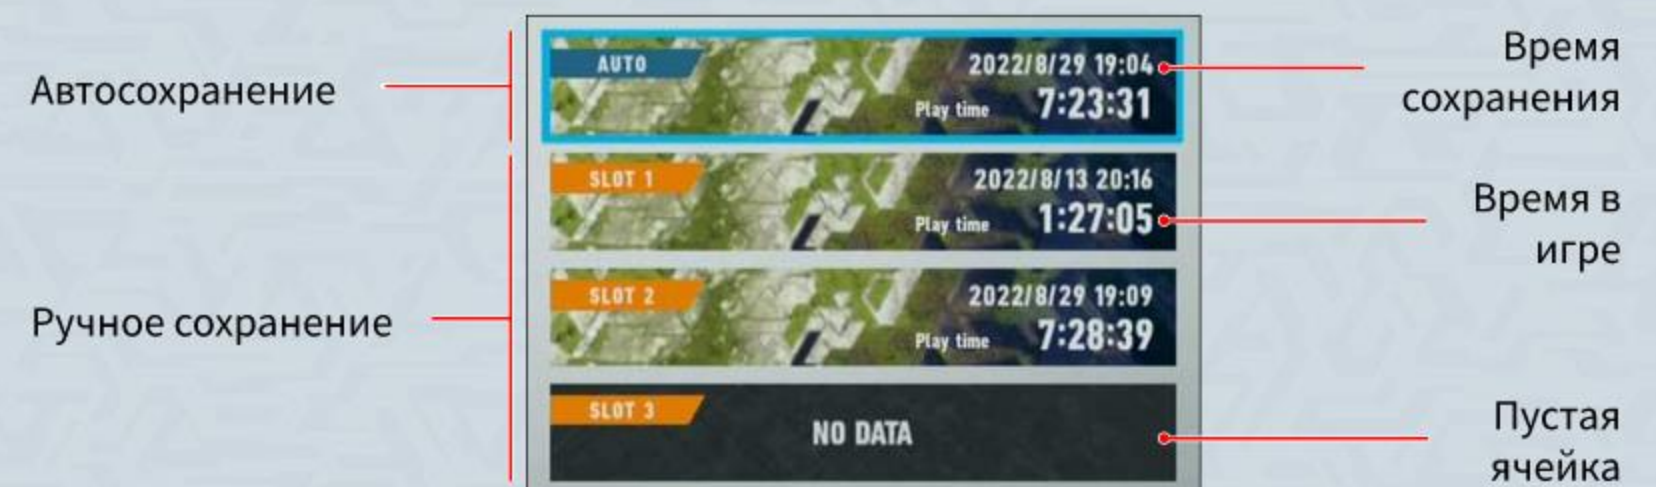 Автосохранение
Ручное сохранение
AUTO
2022/8/29 19:04
Play time 7:23:31
SLOT 1
2022/8/13 20:16
Play time 1:27:05
SLOT 2
2022/8/29 19:09
Play time 7:28:39
SLOT 3
NO DATA
Время
сохранения
Время в
игре
Пустая
ячейка